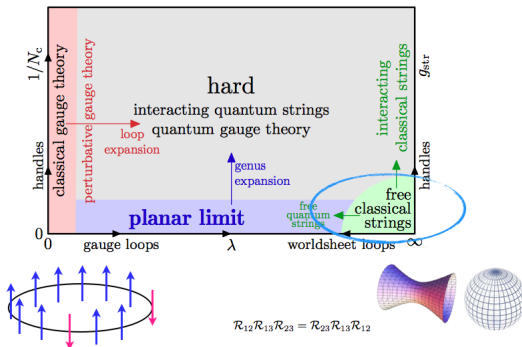 1/N_c
handles
classical gauge theory
perturbative gauge theory
hard
interacting quantum strings
quantum gauge theory
loop
expansion
genus
expansion
planar limit
interacting
classical strings
g_str
handles
free
quantum
strings
free
classical
strings
0
0
gauge loops
λ
worldsheet loops
∞
ℛ₁₂ℛ₁₃ℛ₂₃ = ℛ₂₃ℛ₁₃ℛ₁₂